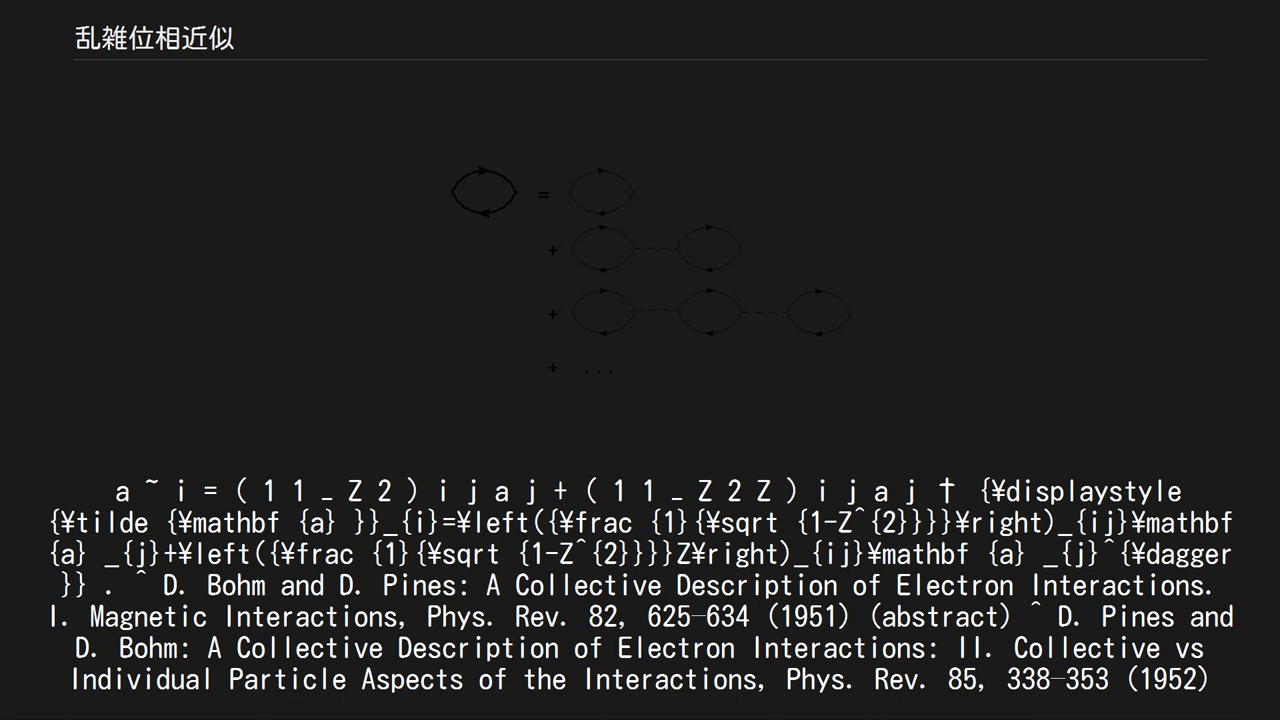 乱雑位相近似
=
+
+
+ ...
a ~ i = ( 1 1 − Z 2 ) i j a j + ( 1 1 − Z 2 Z ) i j a j † {¥displaystyle
{¥tilde {¥mathbf {a} }}_{i}=¥left({¥frac {1}{¥sqrt {1-Z^{2}}}}¥right)_{ij}¥mathbf
{a} _{j}+¥left({¥frac {1}{¥sqrt {1-Z^{2}}}}Z¥right)_{ij}¥mathbf {a} _{j}^{¥dagger
}} . ^ D. Bohm and D. Pines: A Collective Description of Electron Interactions.
I. Magnetic Interactions, Phys. Rev. 82, 625–634 (1951) (abstract) ^ D. Pines and
D. Bohm: A Collective Description of Electron Interactions: II. Collective vs
Individual Particle Aspects of the Interactions, Phys. Rev. 85, 338–353 (1952)